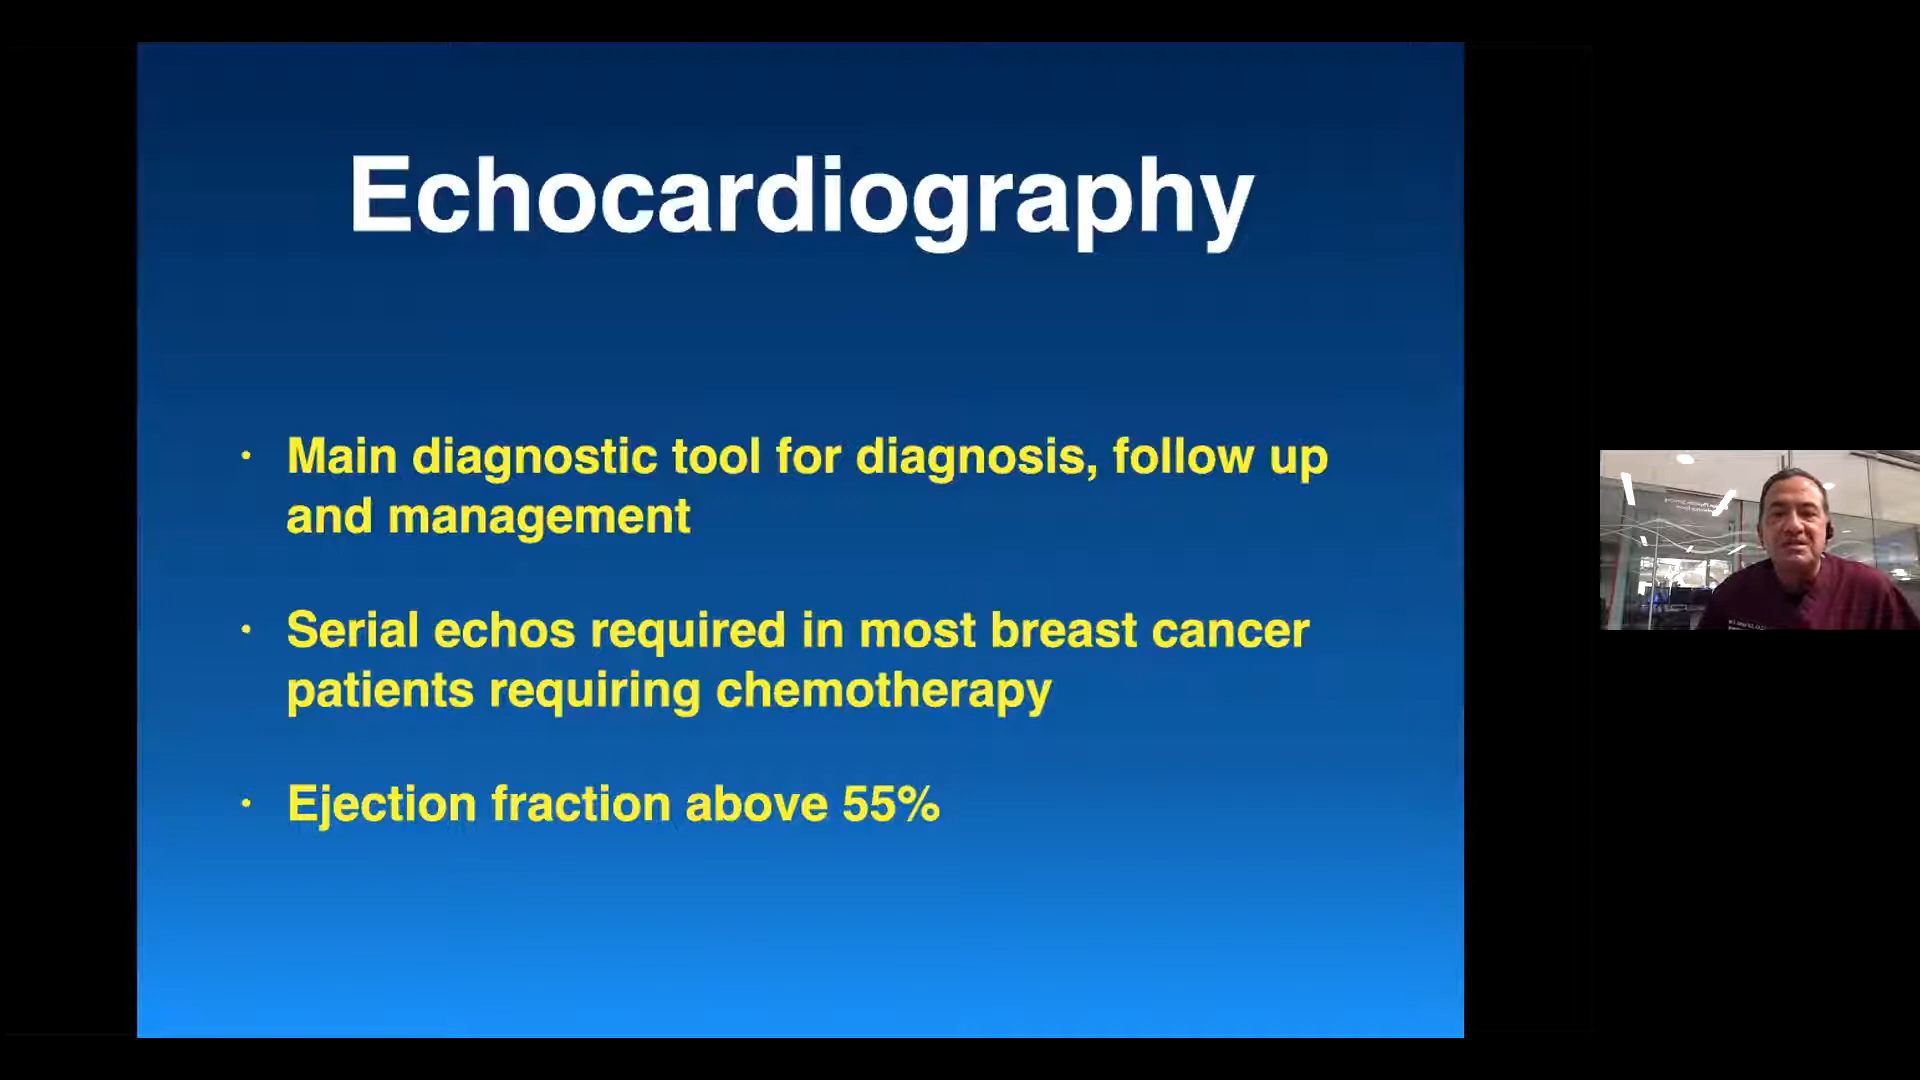 Echocardiography
· Main diagnostic tool for diagnosis, follow up
and management
· Serial echos required in most breast cancer
patients requiring chemotherapy
· Ejection fraction above 55%